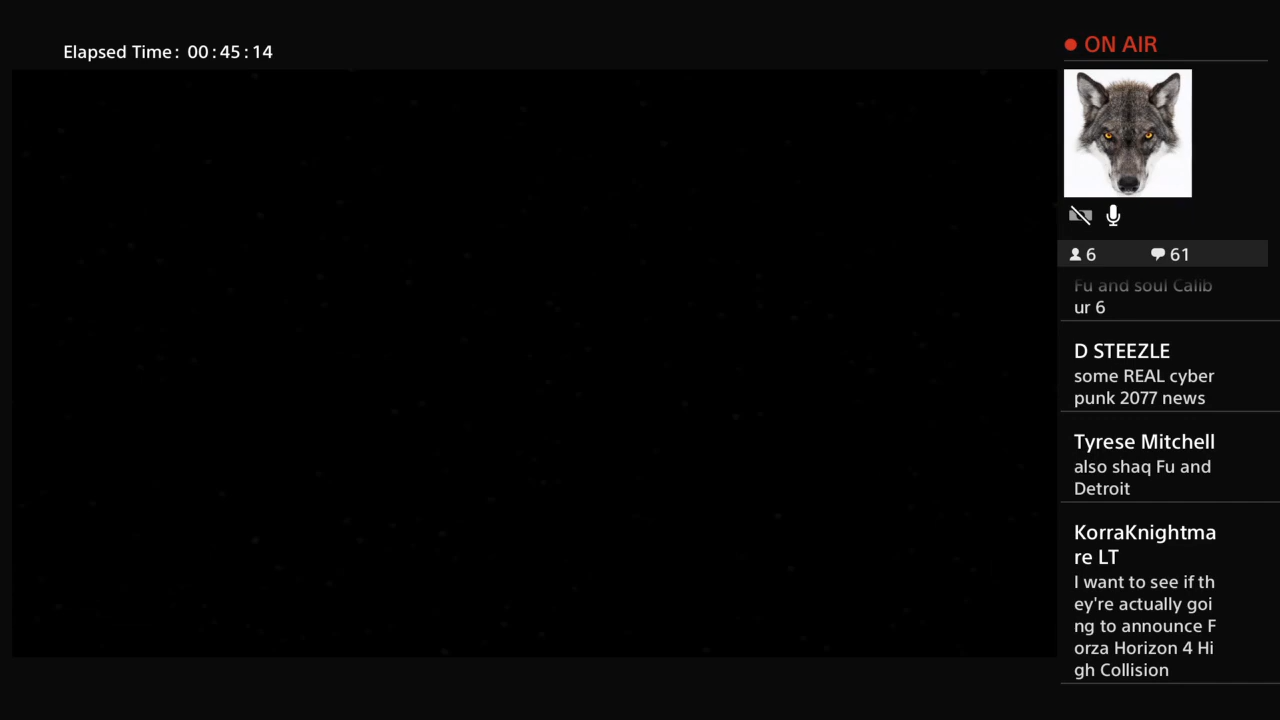 Elapsed Time: 00:45:14
ON AIR
6 61
Fu and soul Calib
ur 6
D STEEZLE
some REAL cyber
punk 2077 news
Tyrese Mitchell
also shaq Fu and
Detroit
KorraKnightma
re LT
I want to see if th
ey're actually goi
ng to announce F
orza Horizon 4 Hi
gh Collision